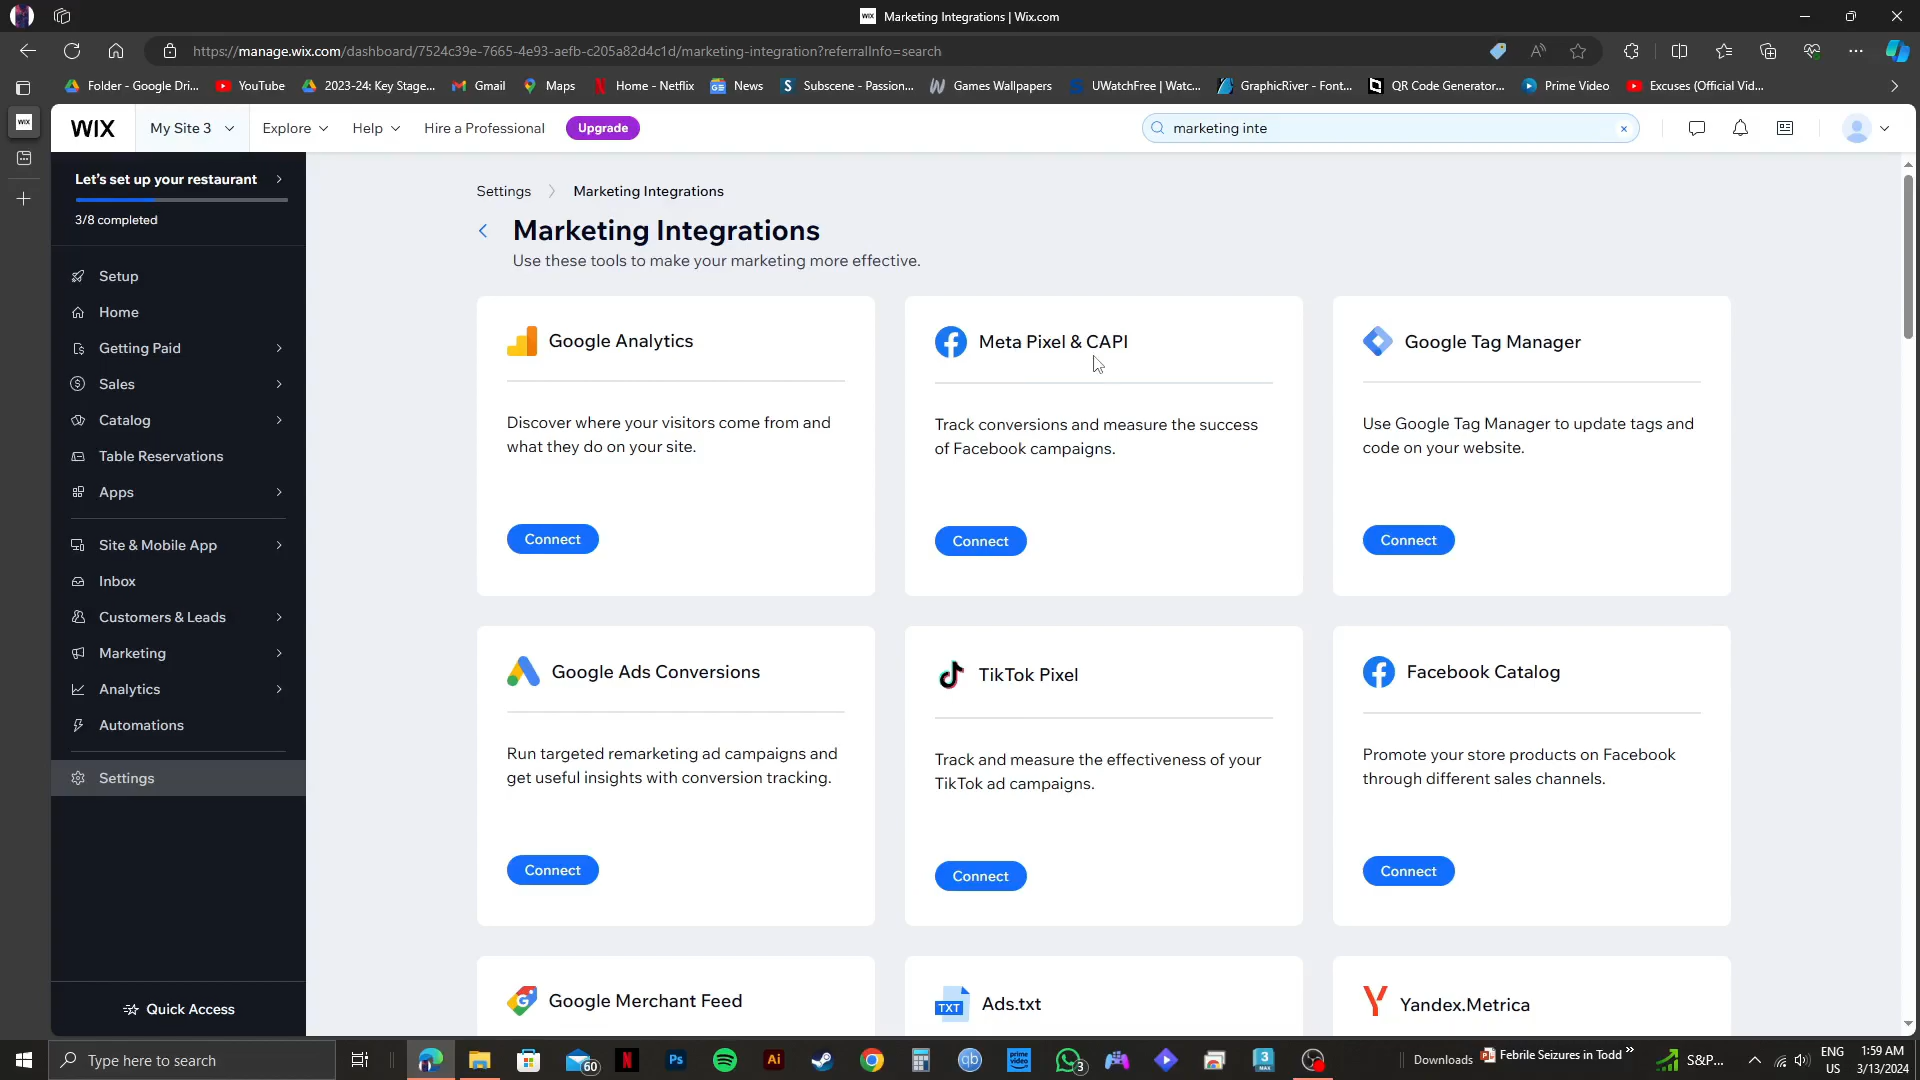 Marketing Integrations | Wix.com
https://manage.wix.com/dashboard/7524c39e-7665-4e93-aefb-c205a82d4c1d/marketing-integration?referralInfo=search
Folder - Google Dri... YouTube 2023-24: Key Stage... Gmail Maps Home - Netflix News Subscene - Passion... Games Wallpapers UWatchFree | Watc... GraphicRiver - Font... QR Code Generator... Prime Video Excuses (Official Vid...
WIX My Site 3 Explore Help Hire a Professional Upgrade marketing inte
Let's set up your restaurant
3/8 completed
Setup
Home
Getting Paid
Sales
Catalog
Table Reservations
Apps
Site & Mobile App
Inbox
Customers & Leads
Marketing
Analytics
Automations
Settings
Quick Access
Settings Marketing Integrations
Marketing Integrations
Use these tools to make your marketing more effective.
Google Analytics
Discover where your visitors come from and
what they do on your site.
Connect
Meta Pixel & CAPI
Track conversions and measure the success
of Facebook campaigns.
Connect
Google Tag Manager
Use Google Tag Manager to update tags and
code on your website.
Connect
Google Ads Conversions
Run targeted remarketing ad campaigns and
get useful insights with conversion tracking.
Connect
TikTok Pixel
Track and measure the effectiveness of your
TikTok ad campaigns.
Connect
Facebook Catalog
Promote your store products on Facebook
through different sales channels.
Connect
Google Merchant Feed
TXT Ads.txt
Yandex.Metrica
Type here to search
60
Ps
Ai
qb
prime video
3
3
MAX
Downloads Febrile Seizures in Todd
S&P...
ENG
US
1:59 AM
3/13/2024